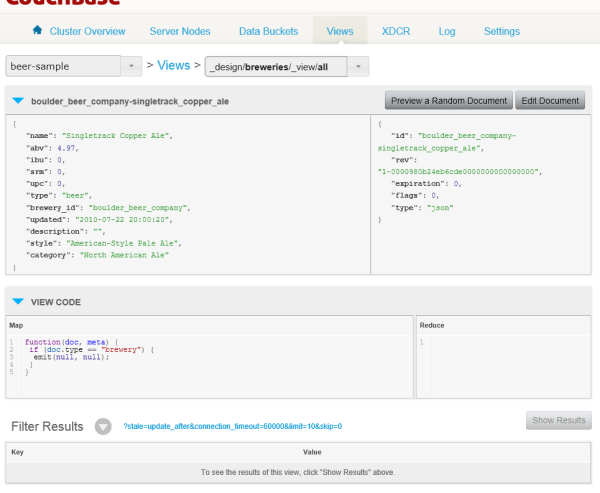 Couchbase
Cluster Overview Server Nodes Data Buckets Views XDCR Log Settings
beer-sample > Views > _design/breweries/_view/all
boulder_beer_company-singletrack_copper_ale Preview a Random Document Edit Document
{
"name": "Singletrack Copper Ale",
"abv": 4.97,
"ibu": 0,
"srm": 0,
"upc": 0,
"type": "beer",
"brewery_id": "boulder_beer_company",
"updated": "2010-07-22 20:00:20",
"description": "",
"style": "American-Style Pale Ale",
"category": "North American Ale"
}
{
"id": "boulder_beer_company-
singletrack_copper_ale",
"rev":
"1-0000980b24eb6cde0000000000000000",
"expiration": 0,
"flags": 0,
"type": "json"
}
VIEW CODE
Map
1 function(doc, meta) {
2 if (doc.type == "brewery") {
3 emit(null, null);
4 }
5 }
Reduce
1
Filter Results ?stale=update_after&connection_timeout=60000&limit=10&skip=0 Show Results
Key Value
To see the results of this view, click "Show Results" above.